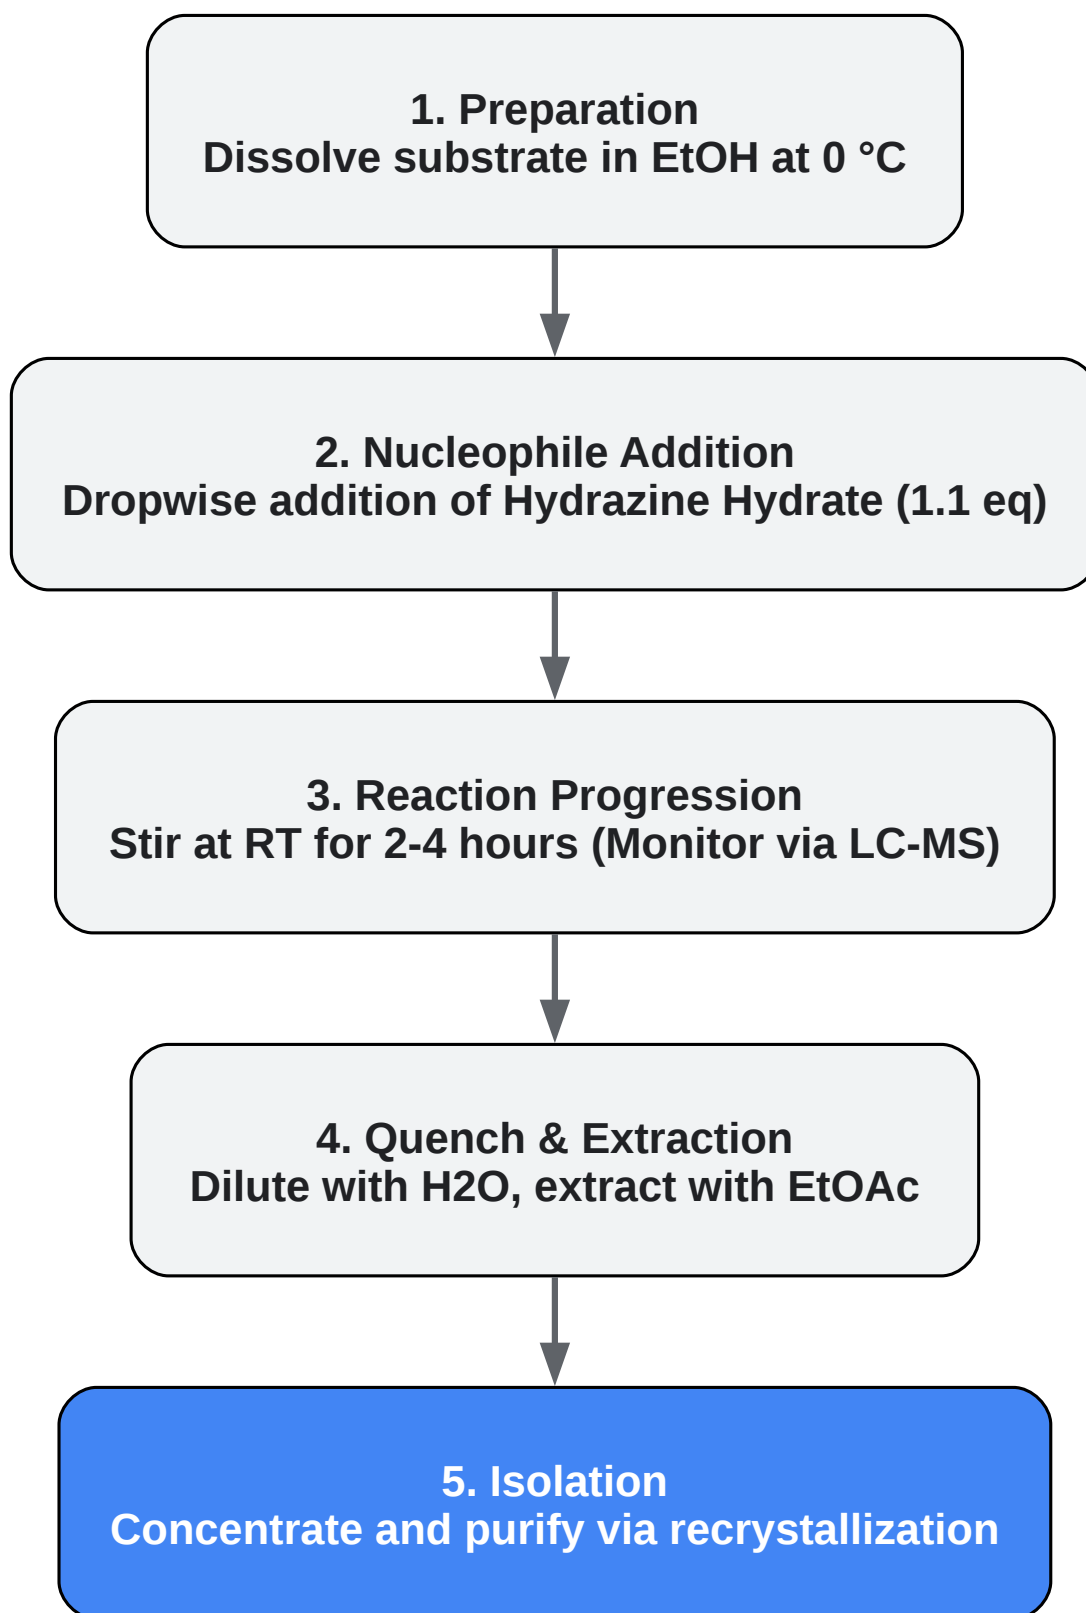 1. Preparation
Dissolve substrate in EtOH at 0 °C
2. Nucleophile Addition
Dropwise addition of Hydrazine Hydrate (1.1 eq)
3. Reaction Progression
Stir at RT for 2-4 hours (Monitor via LC-MS)
4. Quench & Extraction
Dilute with H2O, extract with EtOAc
5. Isolation
Concentrate and purify via recrystallization